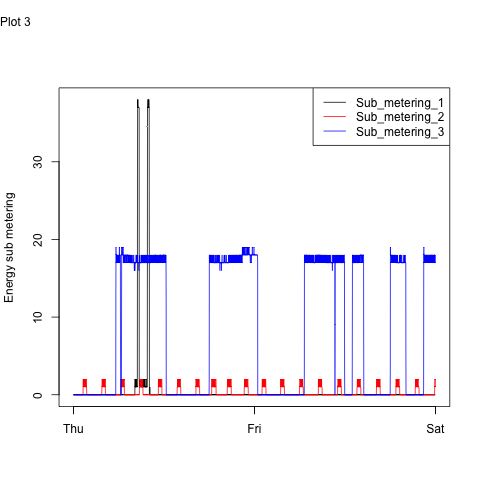 Plot 3
Sub_metering_1
Sub_metering_2
Sub_metering_3
Energy sub metering
30
20
10
0
Thu Fri Sat